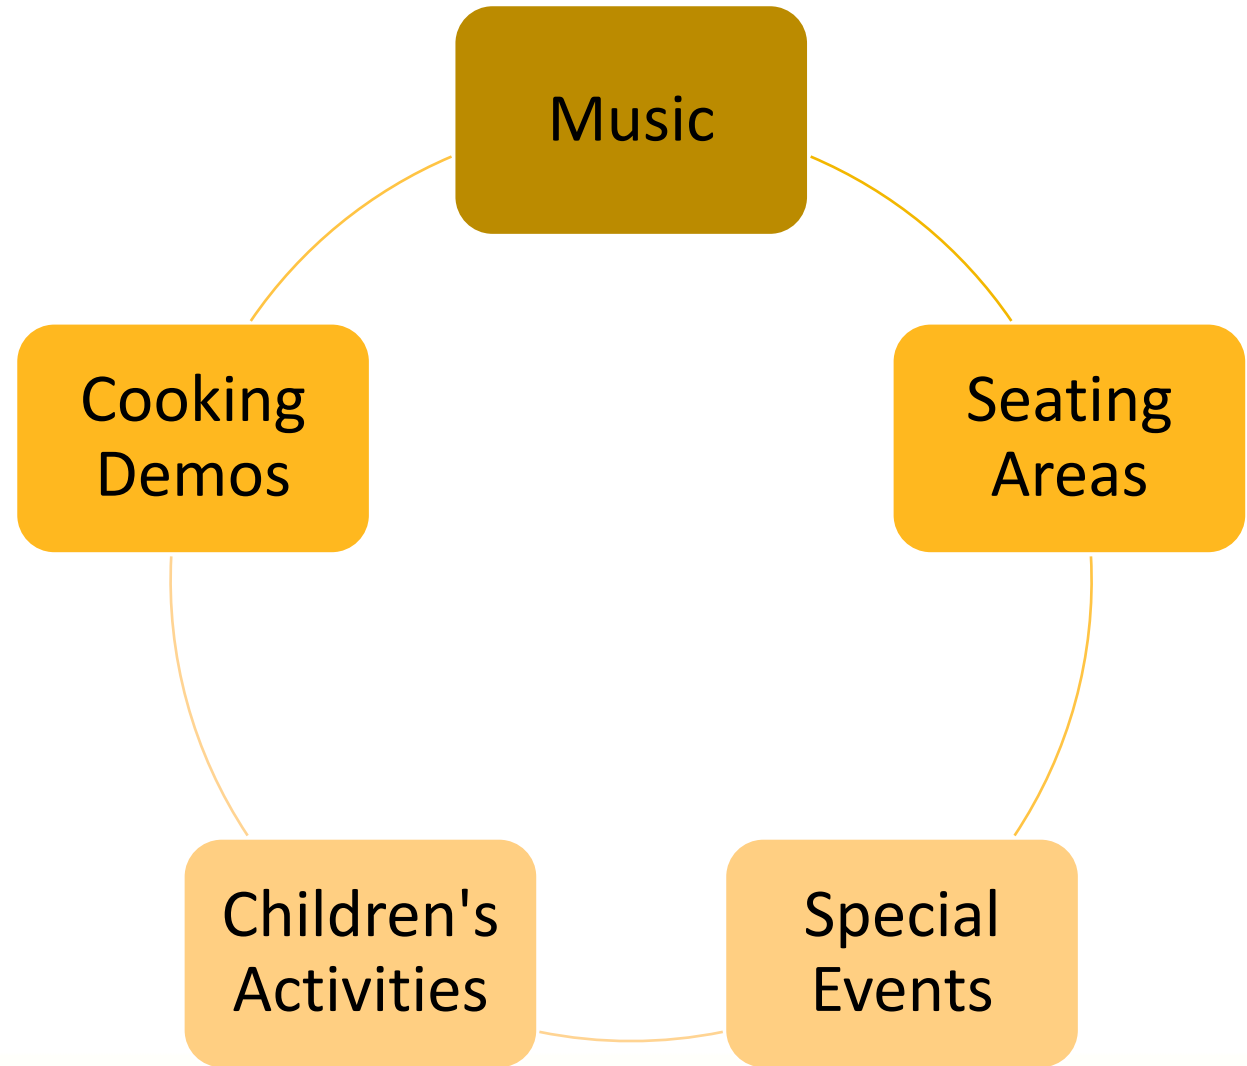 Music
Seating
Areas
Special
Events
Children's
Activities
Cooking
Demos